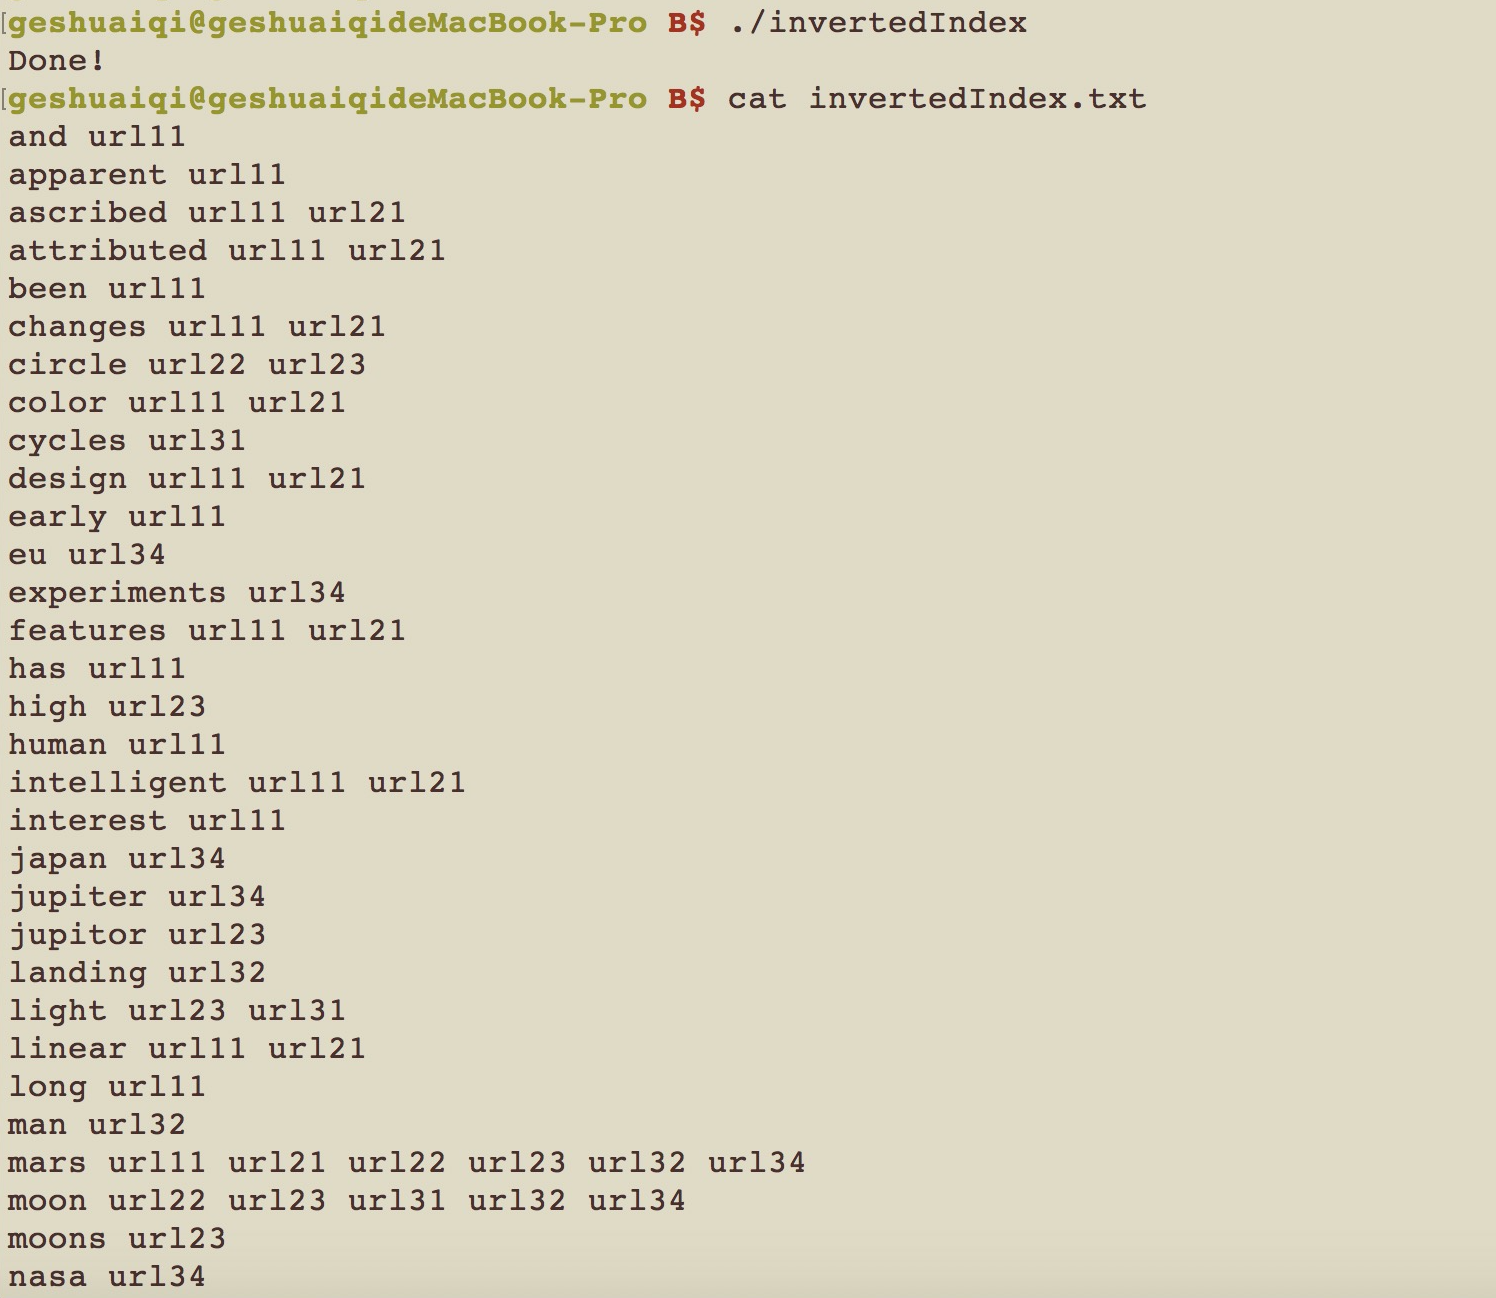 [geshuaiqi@geshuaiqideMacBook-Pro B$ ./invertedIndex
Done!
[geshuaiqi@geshuaiqideMacBook-Pro B$ cat invertedIndex.txt
and url11
apparent url11
ascribed url11 url21
attributed url11 url21
been url11
changes url11 url21
circle url22 url23
color url11 url21
cycles url31
design url11 url21
early url11
eu url34
experiments url34
features url11 url21
has url11
high url23
human url11
intelligent url11 url21
interest url11
japan url34
jupiter url34
jupitor url23
landing url32
light url23 url31
linear url11 url21
long url11
man url32
mars url11 url21 url22 url23 url32 url34
moon url22 url23 url31 url32 url34
moons url23
nasa url34